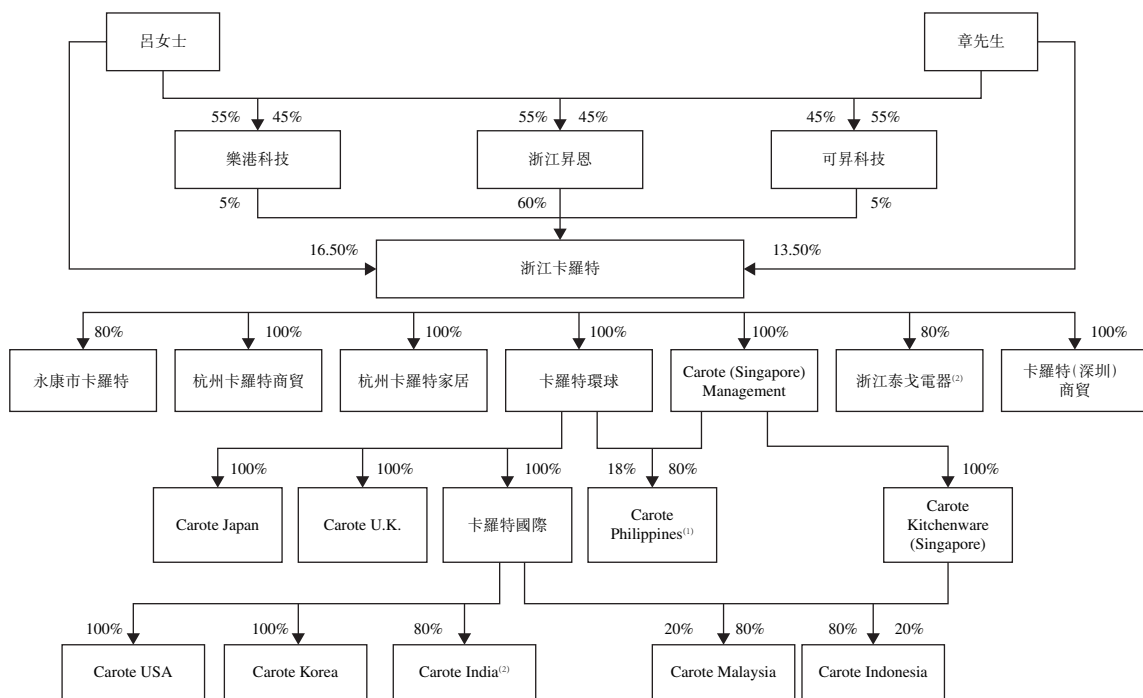 呂女士
章先生
55% 45%
55% 45%
45% 55%
樂港科技
浙江昇恩
可昇科技
5%
60%
5%
16.50%
13.50%
浙江卡羅特
80%
100%
100%
100%
100%
80%
100%
永康市卡羅特
杭州卡羅特商貿
杭州卡羅特家居
卡羅特環球
Carote (Singapore)
Management
浙江泰戈電器(2)
卡羅特(深圳)
商貿
100%
100%
100%
18% 80%
100%
Carote Japan
Carote U.K.
卡羅特國際
Carote
Philippines(1)
Carote
Kitchenware
(Singapore)
100%
100%
80%
20% 80%
80% 20%
Carote USA
Carote Korea
Carote India(2)
Carote Malaysia
Carote Indonesia